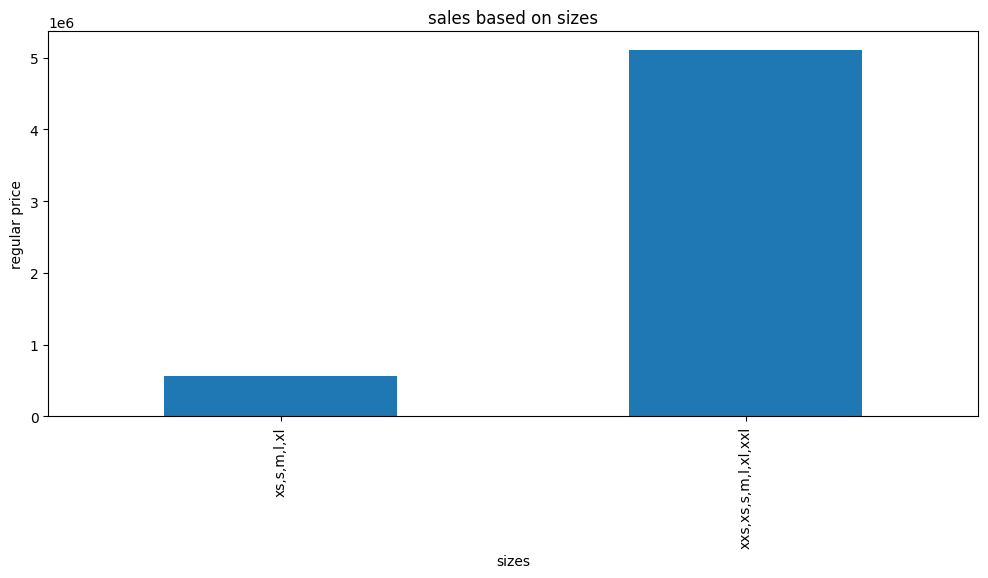 sales based on sizes
1e6
5
4
3
2
1
0
regular price
xs,s,m,l,xl
xxs,xs,s,m,l,xl,xxl
sizes